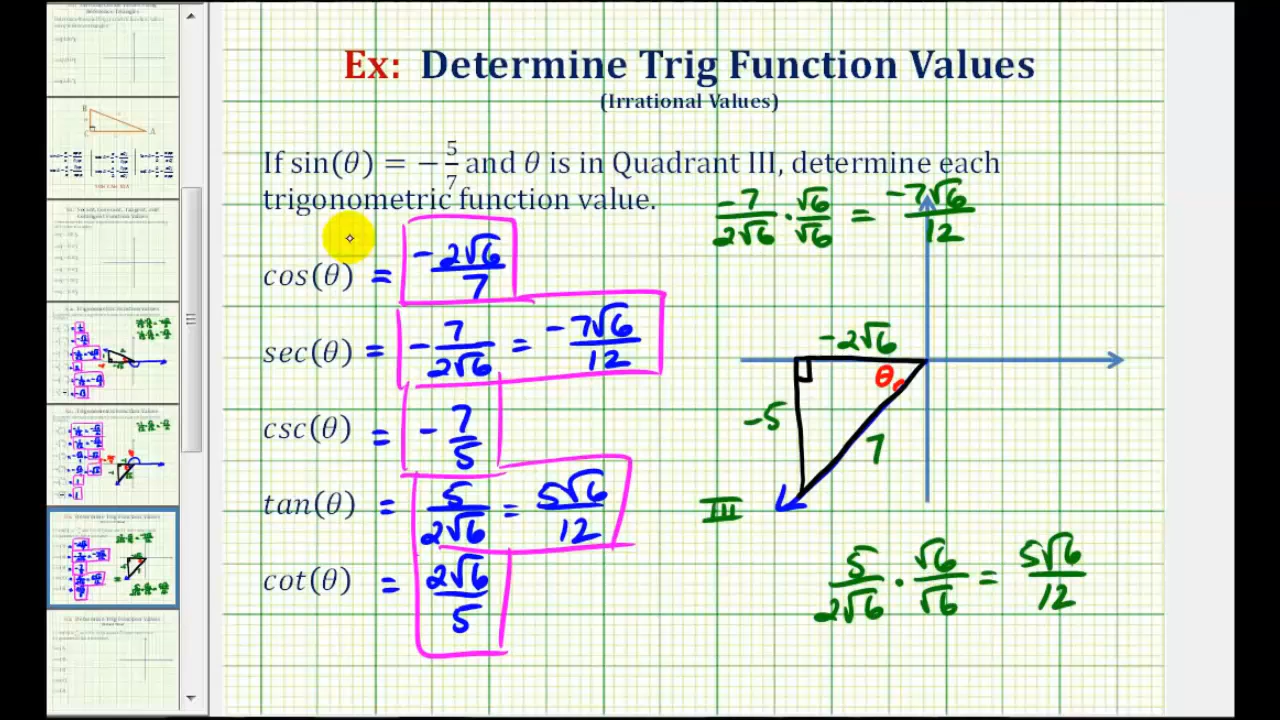 Ex: Determine Trig Function Values
(Irrational Values)
If sin(θ) = −5/7 and θ is in Quadrant III, determine each
trigonometric function value.
-7/2√6 · √6/√6 = -7√6/12
cos(θ) = -2√6/7
sec(θ) = -7/2√6 = -7√6/12
csc(θ) = -7/5
tan(θ) = 5/2√6 = 5√6/12
cot(θ) = 2√6/5
-2√6
θ
-5
7
III
5/2√6 · √6/√6 = 5√6/12